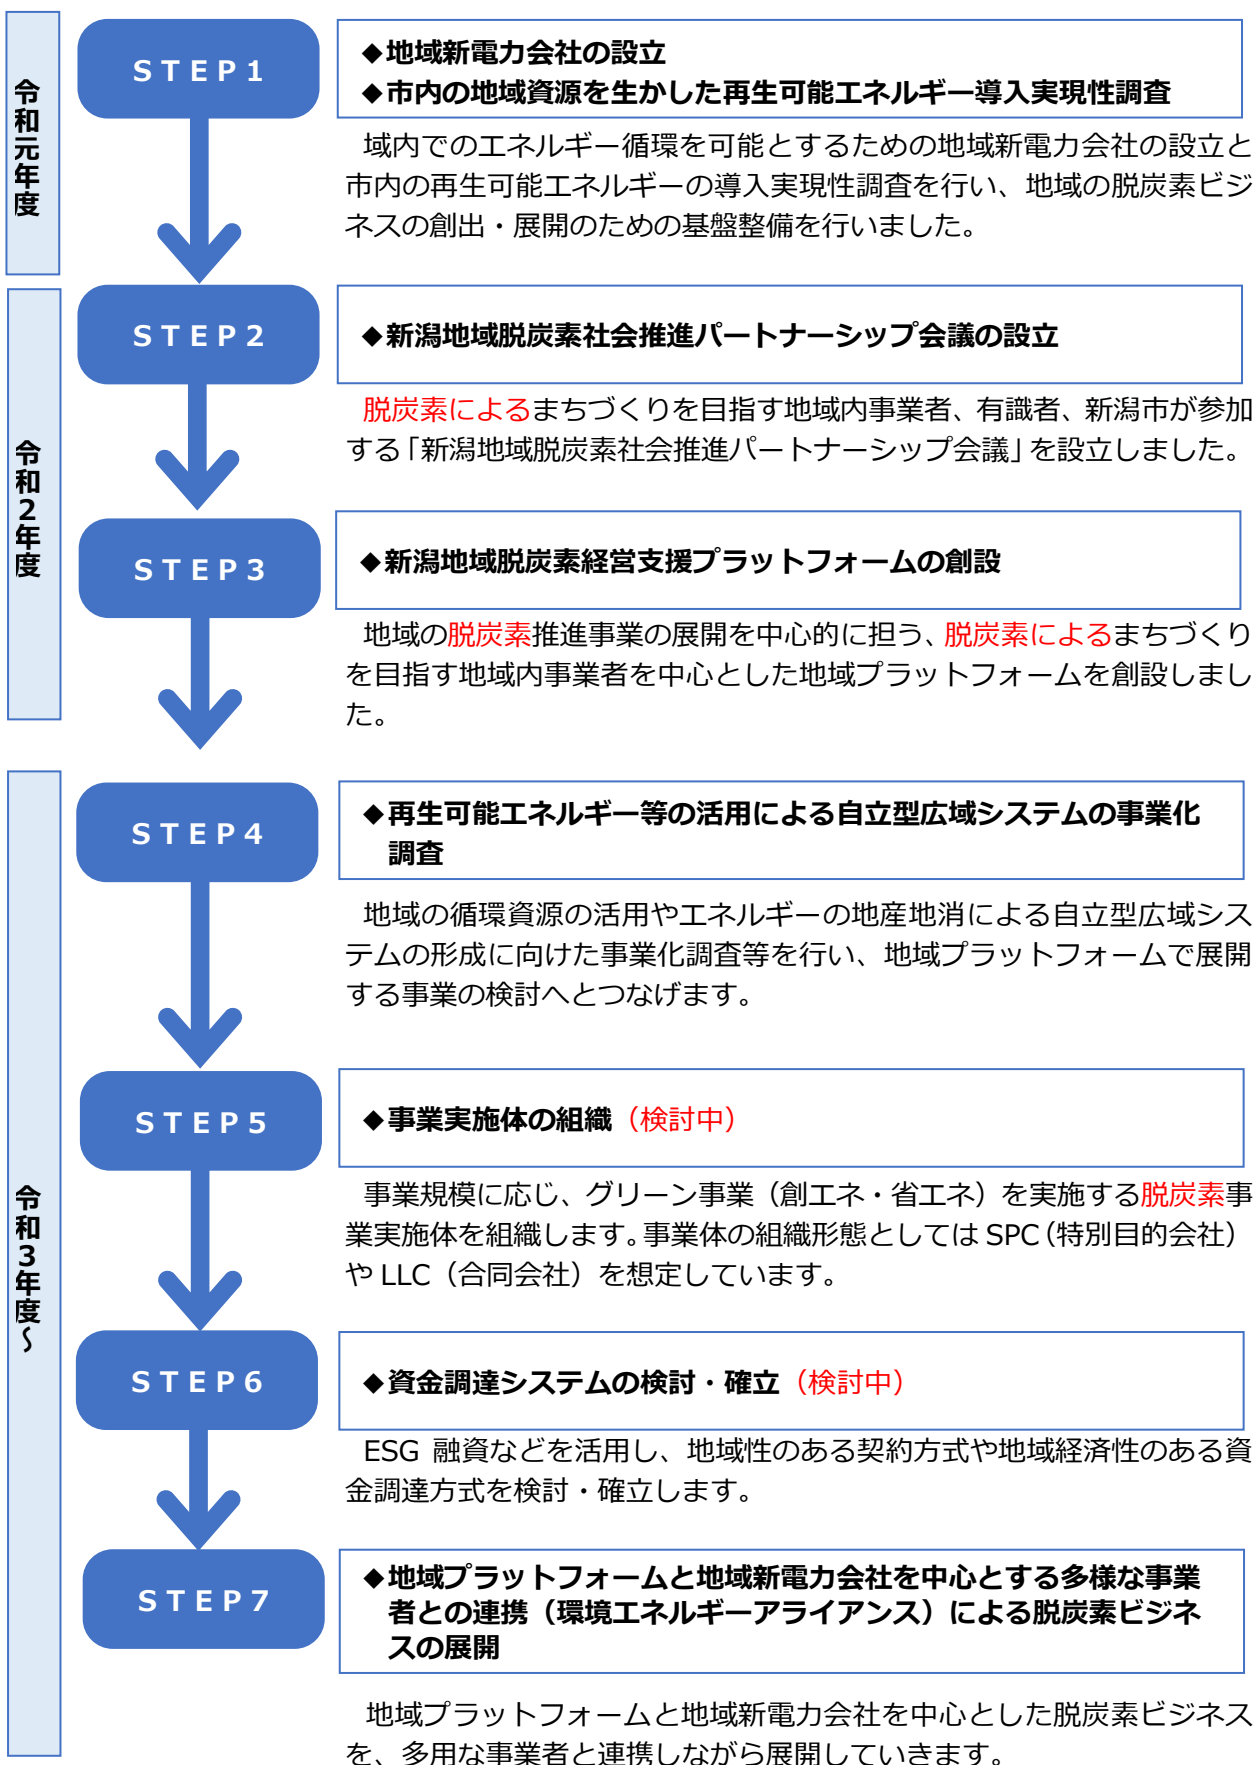 令和元年度
STEP1
◆地域新電力会社の設立
◆市内の地域資源を生かした再生可能エネルギー導入実現性調査
域内でのエネルギー循環を可能とするための地域新電力会社の設立と
市内の再生可能エネルギーの導入実現性調査を行い、地域の脱炭素ビジ
ネスの創出・展開のための基盤整備を行いました。
令和2年度
STEP2
◆新潟地域脱炭素社会推進パートナーシップ会議の設立
脱炭素によるまちづくりを目指す地域内事業者、有識者、新潟市が参加
する「新潟地域脱炭素社会推進パートナーシップ会議」を設立しました。
STEP3
◆新潟地域脱炭素経営支援プラットフォームの創設
地域の脱炭素推進事業の展開を中心的に担う、脱炭素によるまちづくり
を目指す地域内事業者を中心とした地域プラットフォームを創設しまし
た。
令和3年度～
STEP4
◆再生可能エネルギー等の活用による自立型広域システムの事業化
調査
地域の循環資源の活用やエネルギーの地産地消による自立型広域シス
テムの形成に向けた事業化調査等を行い、地域プラットフォームで展開
する事業の検討へとつなげます。
STEP5
◆事業実施体の組織（検討中）
事業規模に応じ、グリーン事業（創エネ・省エネ）を実施する脱炭素事
業実施体を組織します。事業体の組織形態としては SPC（特別目的会社）
や LLC（合同会社）を想定しています。
STEP6
◆資金調達システムの検討・確立（検討中）
ESG 融資などを活用し、地域性のある契約方式や地域経済性のある資
金調達方式を検討・確立します。
STEP7
◆地域プラットフォームと地域新電力会社を中心とする多様な事業
者との連携（環境エネルギーアライアンス）による脱炭素ビジネ
スの展開
地域プラットフォームと地域新電力会社を中心とした脱炭素ビジネス
を、多用な事業者と連携しながら展開していきます。